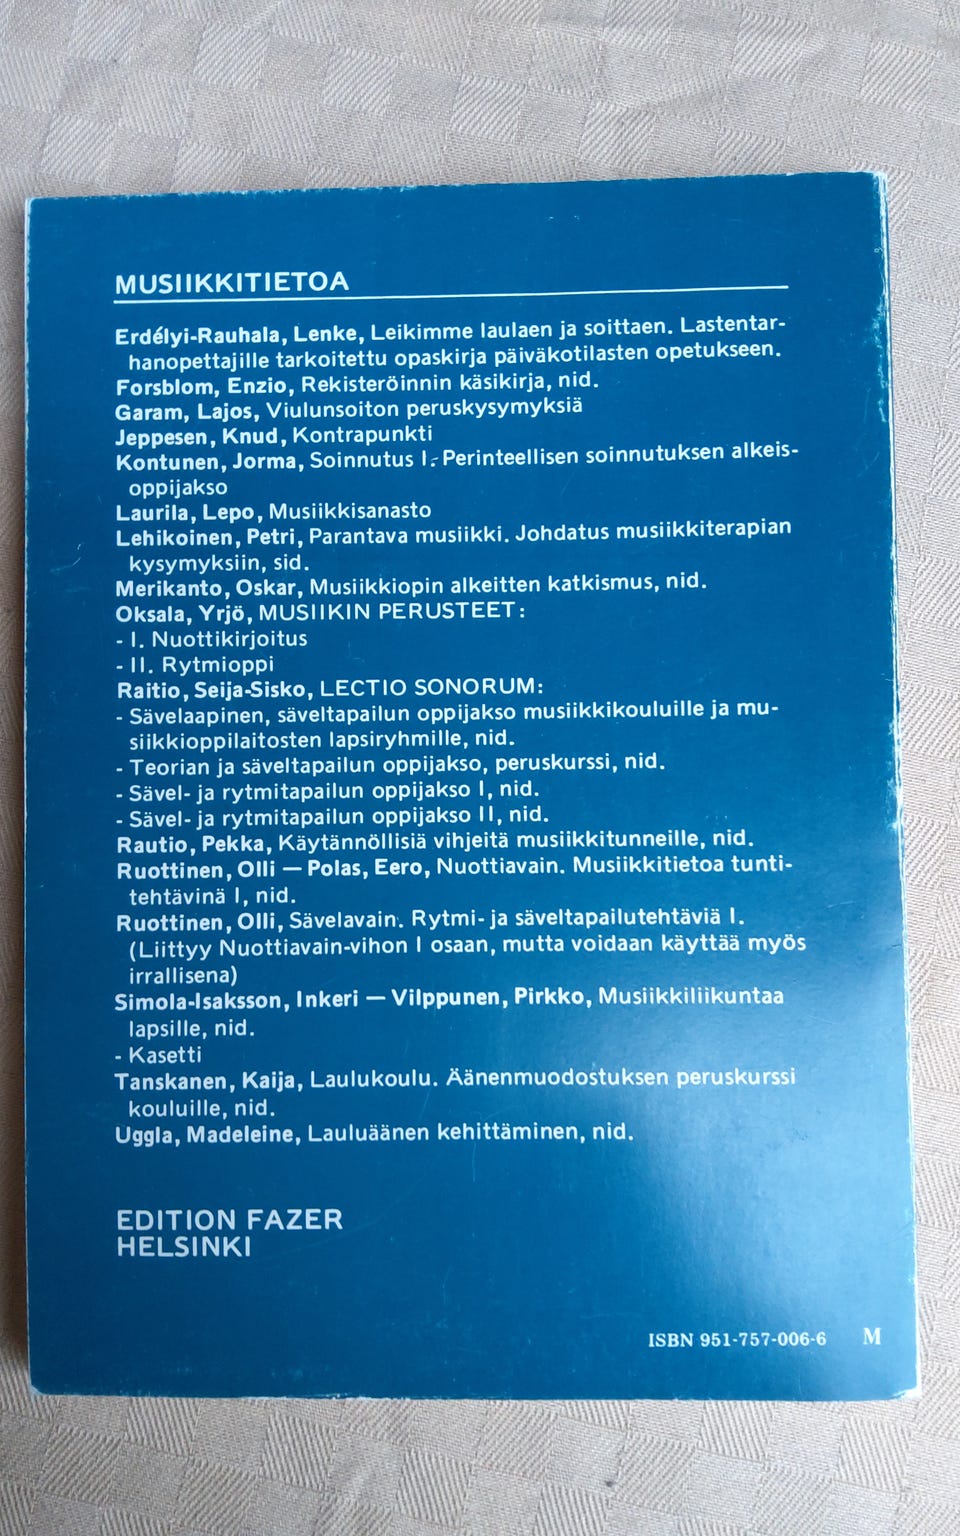 MUSIIKKITIETOA
Erdélyi-Rauhala, Lenke, Leikimme laulaen ja soittaen. Lastentar-
hanopettajille tarkoitettu opaskirja päiväkotilasten opetukseen.
Forsblom, Enzio, Rekisteröinnin käsikirja, nid.
Garam, Lajos, Viulunsoiton peruskysymyksiä
Jeppesen, Knud, Kontrapunkti
Kontunen, Jorma, Soinnutus I. Perinteellisen soinnutuksen alkeis-
oppijakso
Laurila, Lepo, Musiikkisanasto
Lehikoinen, Petri, Parantava musiikki. Johdatus musiikkiterapian
kysymyksiin, sid.
Merikanto, Oskar, Musiikkiopin alkeitten katkismus, nid.
Oksala, Yrjö, MUSIIKIN PERUSTEET:
- I. Nuottikirjoitus
- II. Rytmioppi
Raitio, Seija-Sisko, LECTIO SONORUM:
- Sävelaapinen, säveltapailun oppijakso musiikkikouluille ja mu-
siikkioppilaitosten lapsiryhmille, nid.
- Teorian ja säveltapailun oppijakso, peruskurssi, nid.
- Sävel- ja rytmitapailun oppijakso I, nid.
- Sävel- ja rytmitapailun oppijakso II, nid.
Rautio, Pekka, Käytännöllisiä vihjeitä musiikkitunneille, nid.
Ruottinen, Olli — Polas, Eero, Nuottiavain. Musiikkitietoa tunti-
tehtävinä I, nid.
Ruottinen, Olli, Sävelavain. Rytmi- ja säveltapailutehtäviä I.
(Liittyy Nuottiavain-vihon I osaan, mutta voidaan käyttää myös
irrallisena)
Simola-Isaksson, Inkeri — Vilppunen, Pirkko, Musiikkiliikuntaa
lapsille, nid.
- Kasetti
Tanskanen, Kaija, Laulukoulu. Äänenmuodostuksen peruskurssi
kouluille, nid.
Uggla, Madeleine, Lauluäänen kehittäminen, nid.
EDITION FAZER
HELSINKI
ISBN 951-757-006-6 M